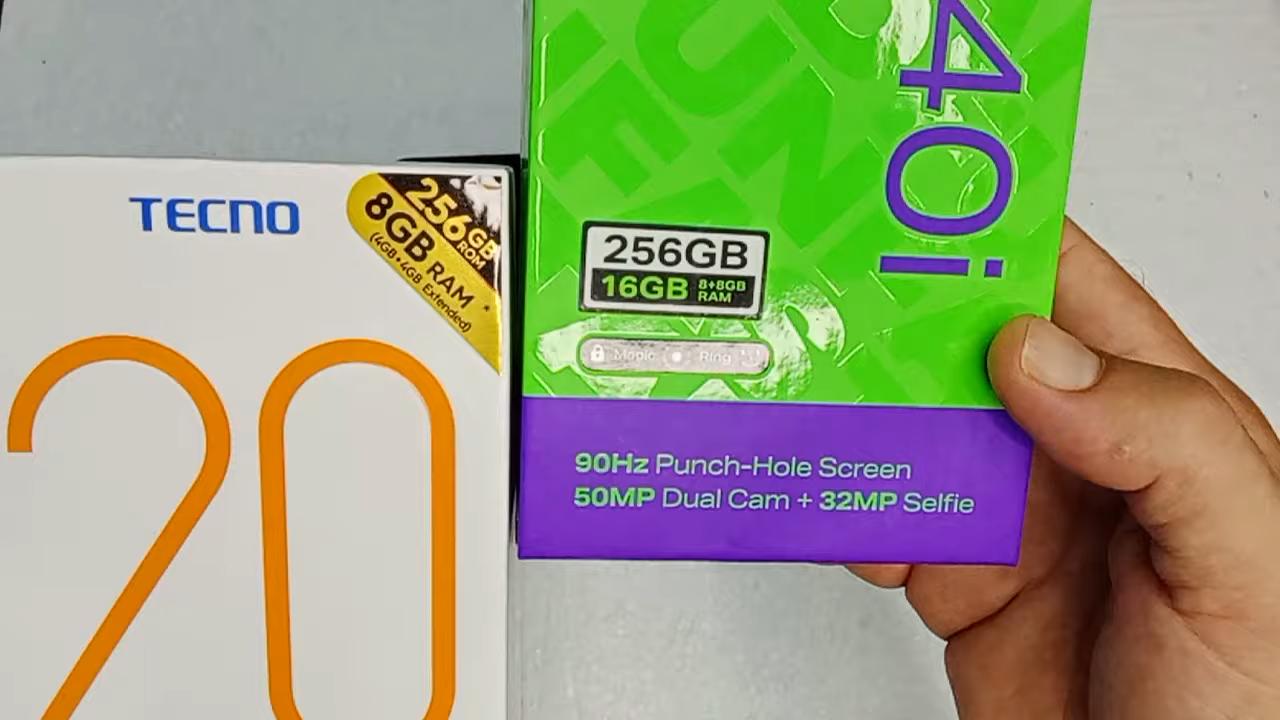 TECNO
256GB
ROM
8GB RAM
(4GB+4GB Extended)
*
20
40i
256GB
16GB 8+8GB
RAM
Magic Ring
90Hz Punch-Hole Screen
50MP Dual Cam + 32MP Selfie